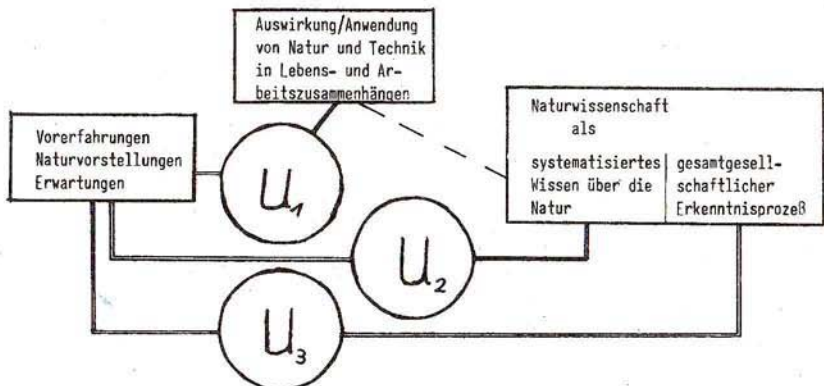 Auswirkung/Anwendung
von Natur und Technik
in Lebens- und Ar-
beitszusammenhängen
Naturwissenschaft
als
systematisiertes
Wissen über die
Natur
gesamtgesell-
schaftlicher
Erkenntnisprozeß
Vorerfahrungen
Naturvorstellungen
Erwartungen
U1
U2
U3